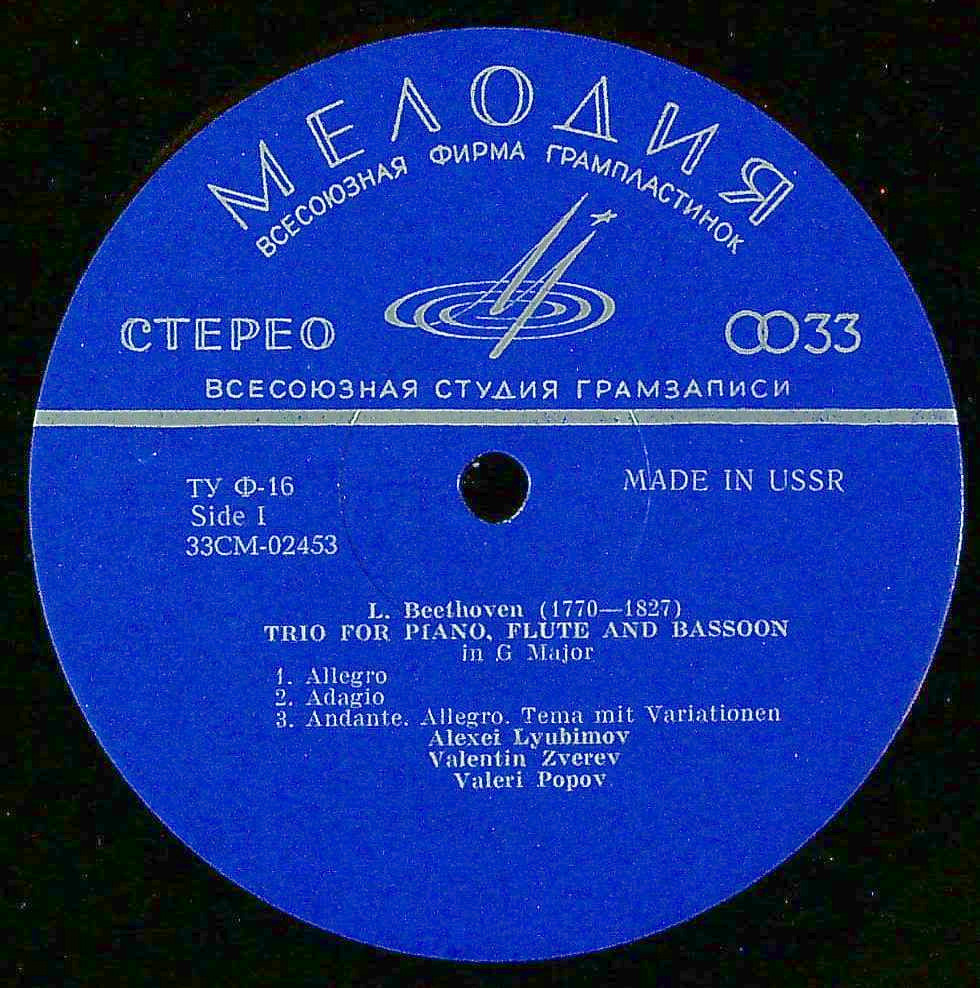 МЕЛОДИЯ
ВСЕСОЮЗНАЯ ФИРМА ГРАМПЛАСТИНОК
СТЕРЕО
33
ВСЕСОЮЗНАЯ СТУДИЯ ГРАМЗАПИСИ
ТУ Ф-16
MADE IN USSR
Side I
33СМ-02453
L. Beethoven (1770—1827)
TRIO FOR PIANO, FLUTE AND BASSOON
in G Major
1. Allegro
2. Adagio
3. Andante. Allegro. Tema mit Variationen
Alexei Lyubimov
Valentin Zverev
Valeri Popov